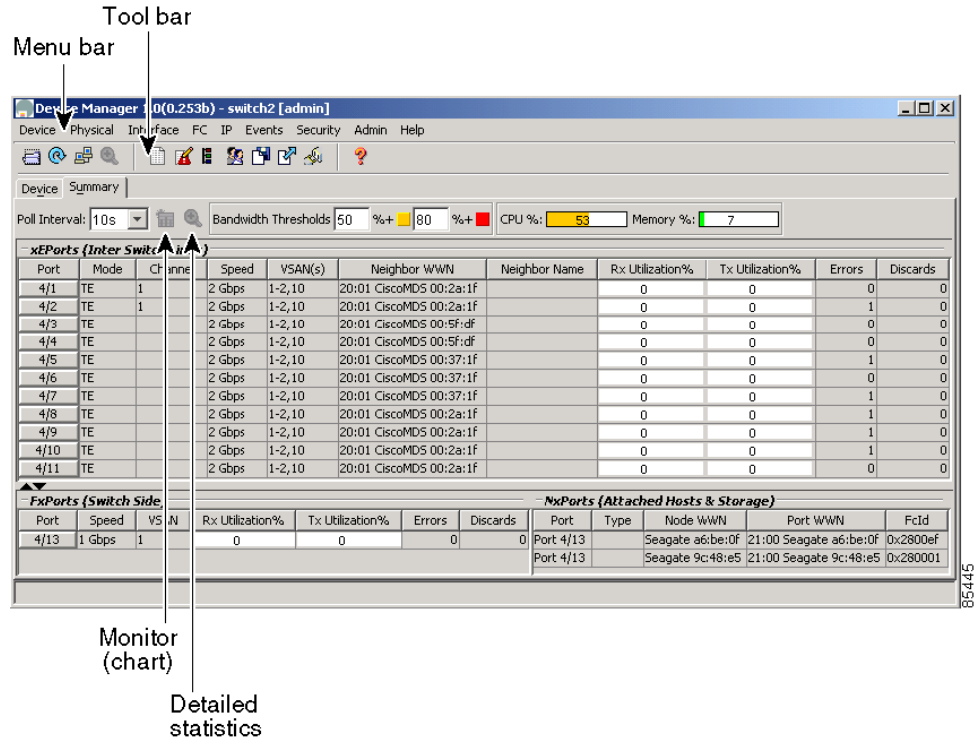 Tool bar
Menu bar
Device Manager 1.0(0.253b) - switch2 [admin]
Device Physical Interface FC IP Events Security Admin Help
Device Summary
Poll Interval: 10s Bandwidth Thresholds 50 %+ 80 %+ CPU %: 53 Memory %: 7
xEPorts (Inter Switch Links)
Port Mode Channel Speed VSAN(s) Neighbor WWN Neighbor Name Rx Utilization% Tx Utilization% Errors Discards
4/1 TE 1 2 Gbps 1-2,10 20:01 CiscoMDS 00:2a:1f 0 0 0 0
4/2 TE 1 2 Gbps 1-2,10 20:01 CiscoMDS 00:2a:1f 0 0 1 0
4/3 TE 2 Gbps 1-2,10 20:01 CiscoMDS 00:5f:df 0 0 0 0
4/4 TE 2 Gbps 1-2,10 20:01 CiscoMDS 00:5f:df 0 0 0 0
4/5 TE 2 Gbps 1-2,10 20:01 CiscoMDS 00:37:1f 0 0 1 0
4/6 TE 2 Gbps 1-2,10 20:01 CiscoMDS 00:37:1f 0 0 0 0
4/7 TE 2 Gbps 1-2,10 20:01 CiscoMDS 00:37:1f 0 0 1 0
4/8 TE 2 Gbps 1-2,10 20:01 CiscoMDS 00:2a:1f 0 0 1 0
4/9 TE 2 Gbps 1-2,10 20:01 CiscoMDS 00:2a:1f 0 0 1 0
4/10 TE 2 Gbps 1-2,10 20:01 CiscoMDS 00:2a:1f 0 0 1 0
4/11 TE 2 Gbps 1-2,10 20:01 CiscoMDS 00:2a:1f 0 0 0 0
FxPorts (Switch Side)
Port Speed VSAN Rx Utilization% Tx Utilization% Errors Discards
4/13 1 Gbps 1 0 0 0 0
NxPorts (Attached Hosts & Storage)
Port Type Node WWN Port WWN FcId
Port 4/13 Seagate a6:be:0f 21:00 Seagate a6:be:0f 0x2800ef
Port 4/13 Seagate 9c:48:e5 21:00 Seagate 9c:48:e5 0x280001
85445
Monitor
(chart)
Detailed
statistics